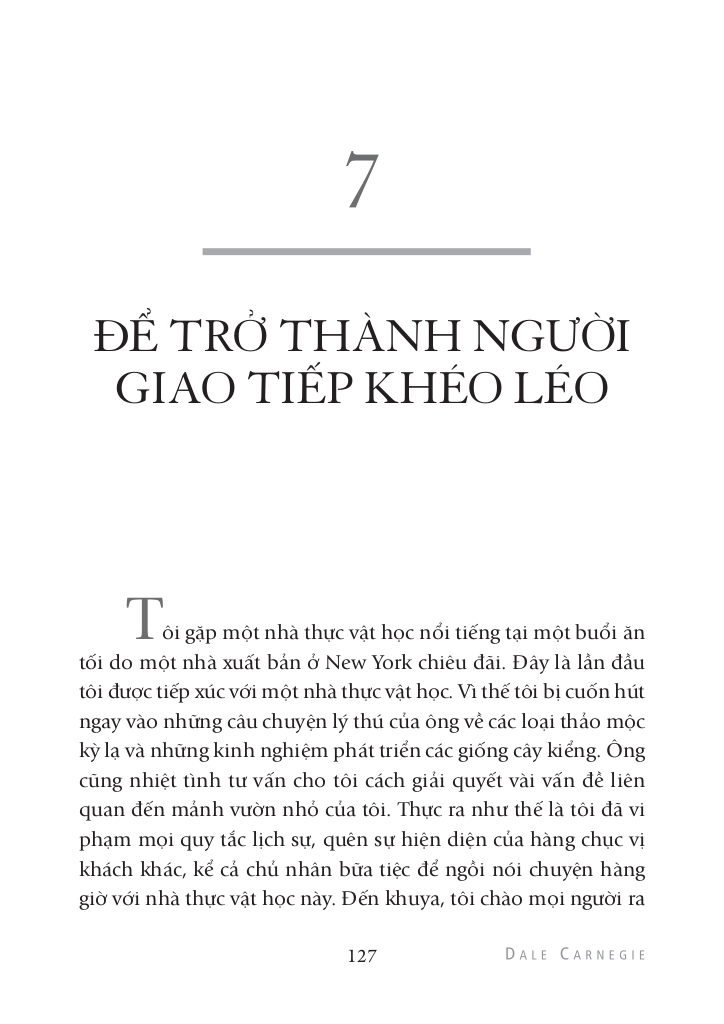 7
ĐỂ TRỞ THÀNH NGƯỜI
GIAO TIẾP KHÉO LÉO
Tôi gặp một nhà thực vật học nổi tiếng tại một buổi ăn
tối do một nhà xuất bản ở New York chiêu đãi. Đây là lần đầu
tôi được tiếp xúc với một nhà thực vật học. Vì thế tôi bị cuốn hút
ngay vào những câu chuyện lý thú của ông về các loại thảo mộc
kỳ lạ và những kinh nghiệm phát triển các giống cây kiểng. Ông
cũng nhiệt tình tư vấn cho tôi cách giải quyết vài vấn đề liên
quan đến mảnh vườn nhỏ của tôi. Thực ra như thế là tôi đã vi
phạm mọi quy tắc lịch sự, quên sự hiện diện của hàng chục vị
khách khác, kể cả chủ nhân bữa tiệc để ngồi nói chuyện hàng
giờ với nhà thực vật học này. Đến khuya, tôi chào mọi người ra
127
DALE CARNEGIE